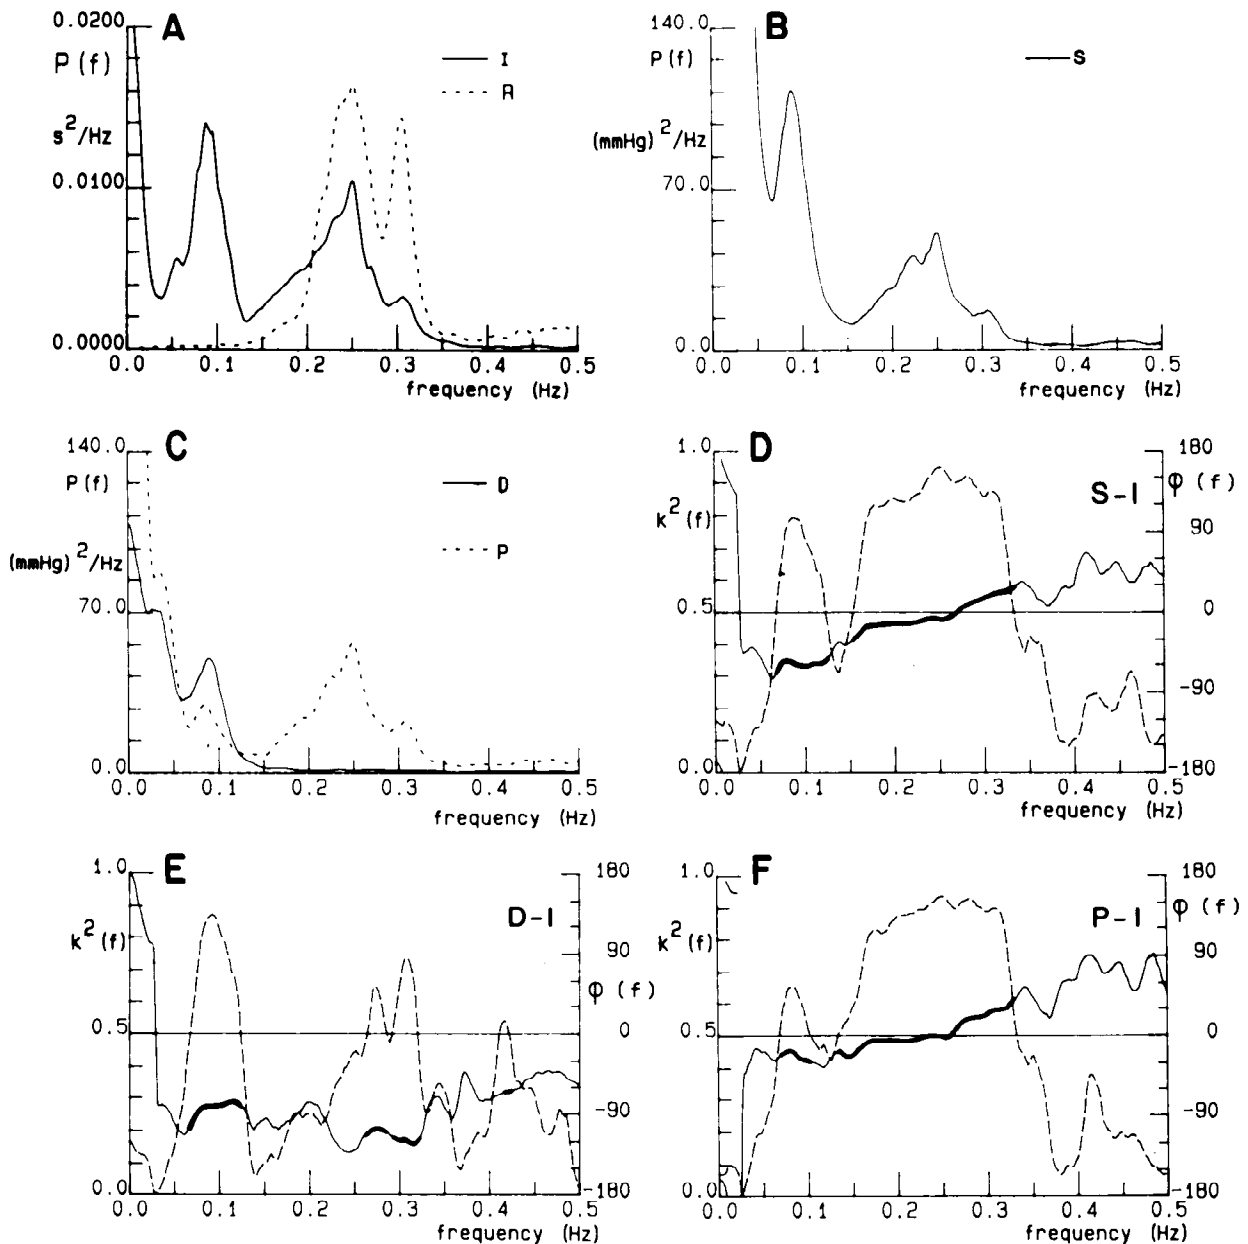 A
0.0200
P(f)
s²/Hz
0.0100
0.0000
I
R
0.0 0.1 0.2 0.3 0.4 0.5
frequency (Hz)
B
140.0
P(f)
(mmHg)²/Hz
70.0
0.0
S
0.0 0.1 0.2 0.3 0.4 0.5
frequency (Hz)
C
140.0
P(f)
(mmHg)²/Hz
70.0
0.0
D
P
0.0 0.1 0.2 0.3 0.4 0.5
frequency (Hz)
D
1.0
k²(f)
0.5
0.0
S-I
180
φ (f)
90
0
-90
-180
0.0 0.1 0.2 0.3 0.4 0.5
frequency (Hz)
E
1.0
k²(f)
0.5
0.0
D-I
180
90
φ (f)
0
-90
-180
0.0 0.1 0.2 0.3 0.4 0.5
frequency (Hz)
F
1.0
k²(f)
0.5
0.0
P-I
180
φ (f)
90
0
-90
-180
0.0 0.1 0.2 0.3 0.4 0.5
frequency (Hz)